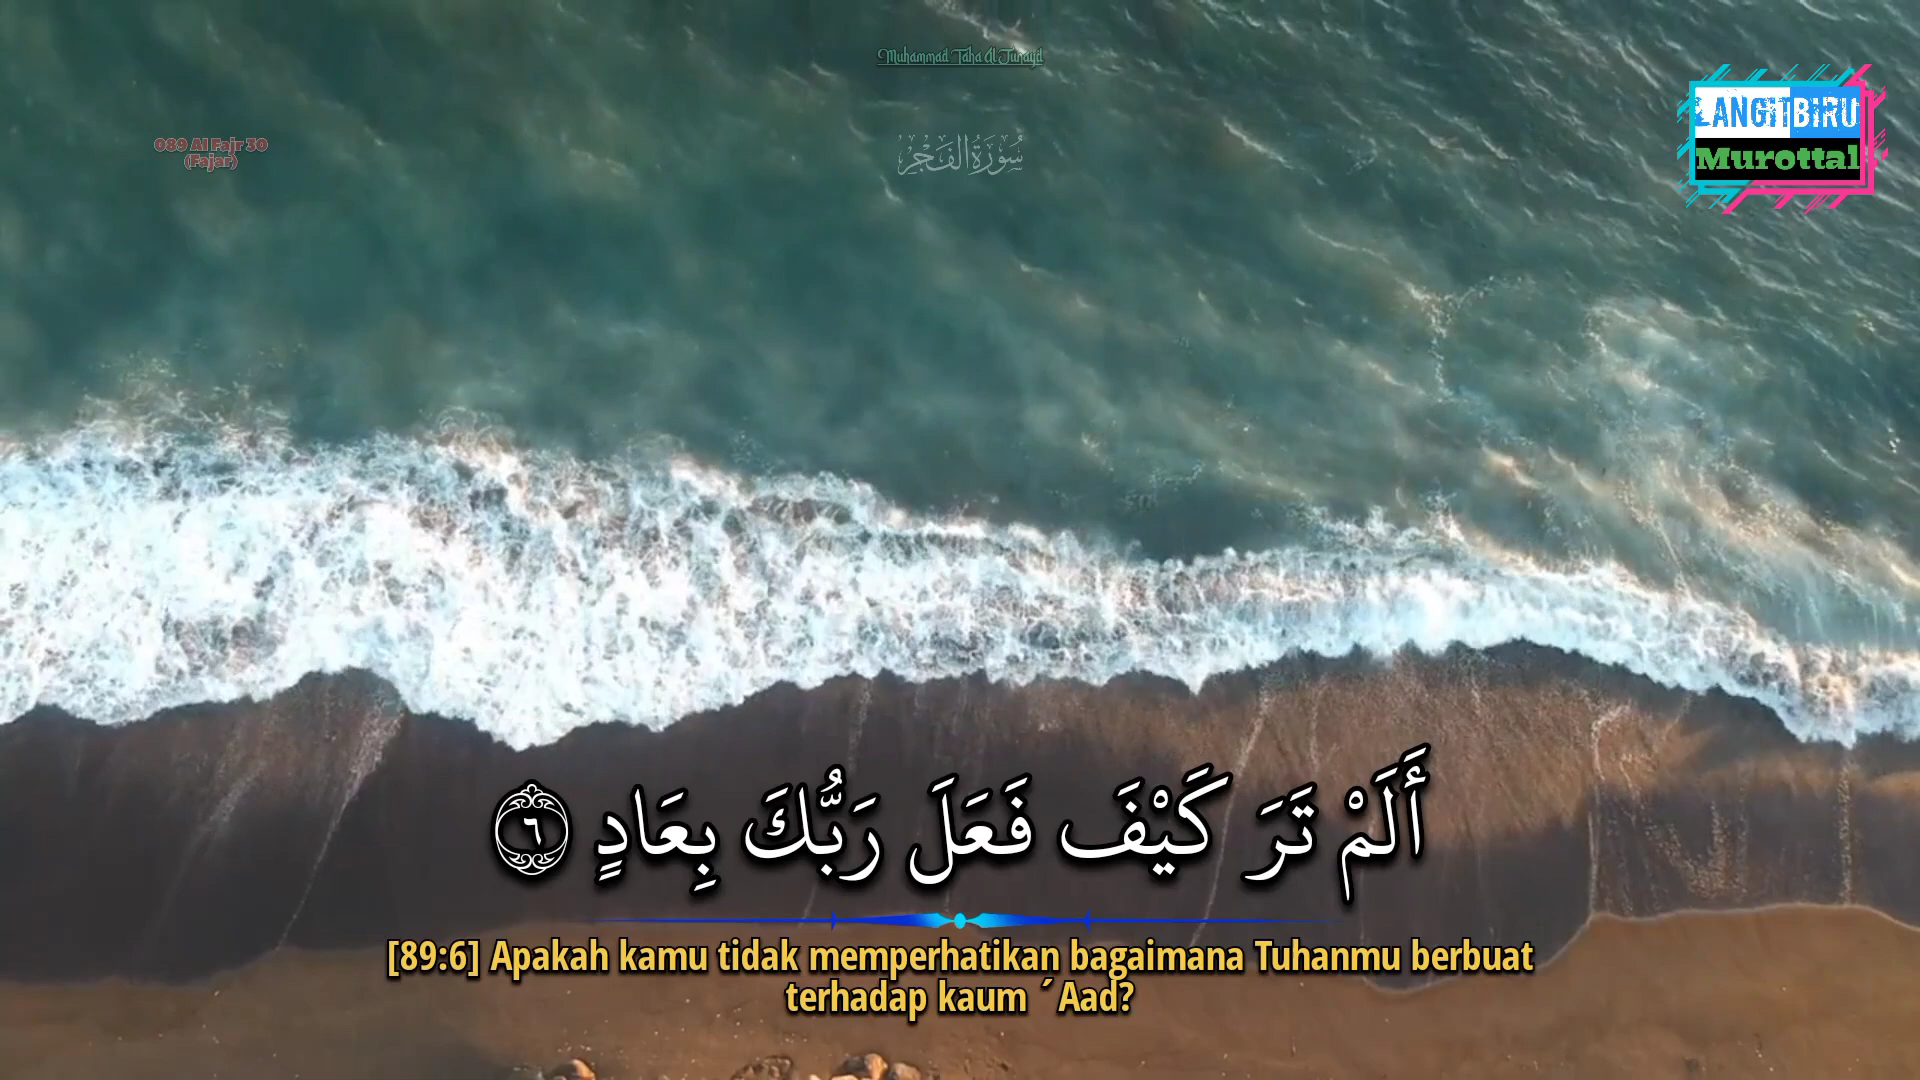 Muhammad Taha Al Junayd
089 Al Fajr 30
(Fajar)
سُورَةُ الْفَجْرِ
LANGITBIRU
Murottal
أَلَمْ تَرَ كَيْفَ فَعَلَ رَبُّكَ بِعَادٍ ٦
[89:6] Apakah kamu tidak memperhatikan bagaimana Tuhanmu berbuat
terhadap kaum ´Aad?